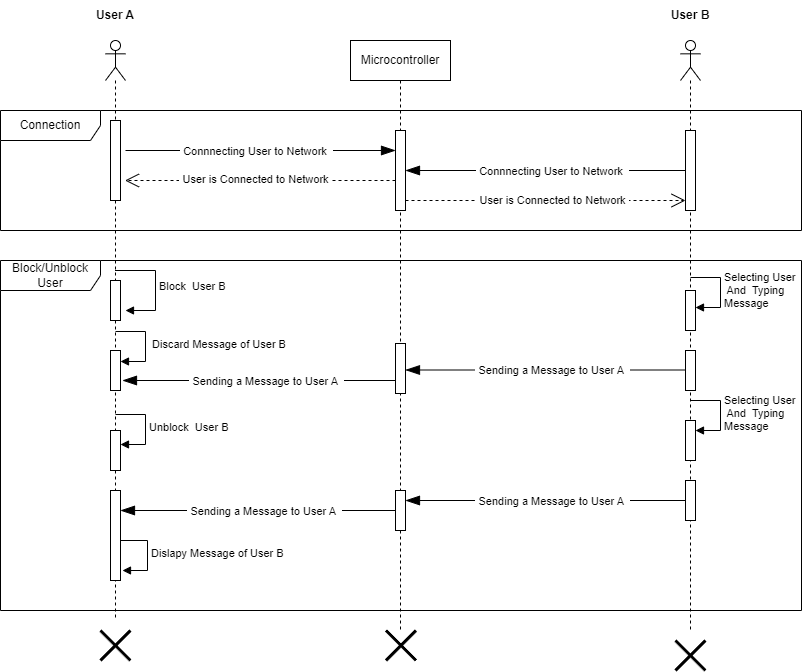 User A
User B
Microcontroller
Connection
Connnecting User to Network
Connnecting User to Network
User is Connected to Network
User is Connected to Network
Block/Unblock
User
Block  User B
Selecting User
And  Typing
Message
Discard Message of User B
Sending a Message to User A
Sending a Message to User A
Selecting User
And  Typing
Message
Unblock  User B
Sending a Message to User A
Sending a Message to User A
Dislapy Message of User B